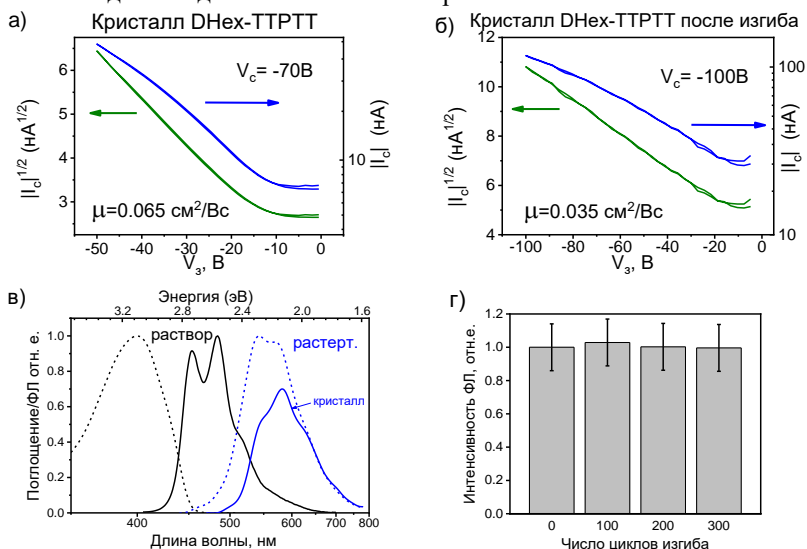 а)
Кристалл DHex-TTPTT
V_c= -70В
μ=0.065 см²/Вс
|I_c|^1/2 (нА^1/2)
6
5
4
3
-50 -40 -30 -20 -10 0
V_з, В
|I_c| (нА)
10
б)
Кристалл DHex-TTPTT после изгиба
V_c= -100В
μ=0.035 см²/Вс
|I_c|^1/2 (нА^1/2)
12
10
8
6
4
-100 -80 -60 -40 -20 0
V_з, В
|I_c| (нА)
100
10
в)
Энергия (эВ)
3.2 2.8 2.4 2.0 1.6
раствор
растерт.
кристалл
Поглощение/ФЛ отн. е.
1.0
0.8
0.6
0.4
0.2
0.0
400 500 600 700 800
Длина волны, нм
г)
Интенсивность ФЛ, отн.е.
1.2
1.0
0.8
0.6
0.4
0.2
0.0
0 100 200 300
Число циклов изгиба